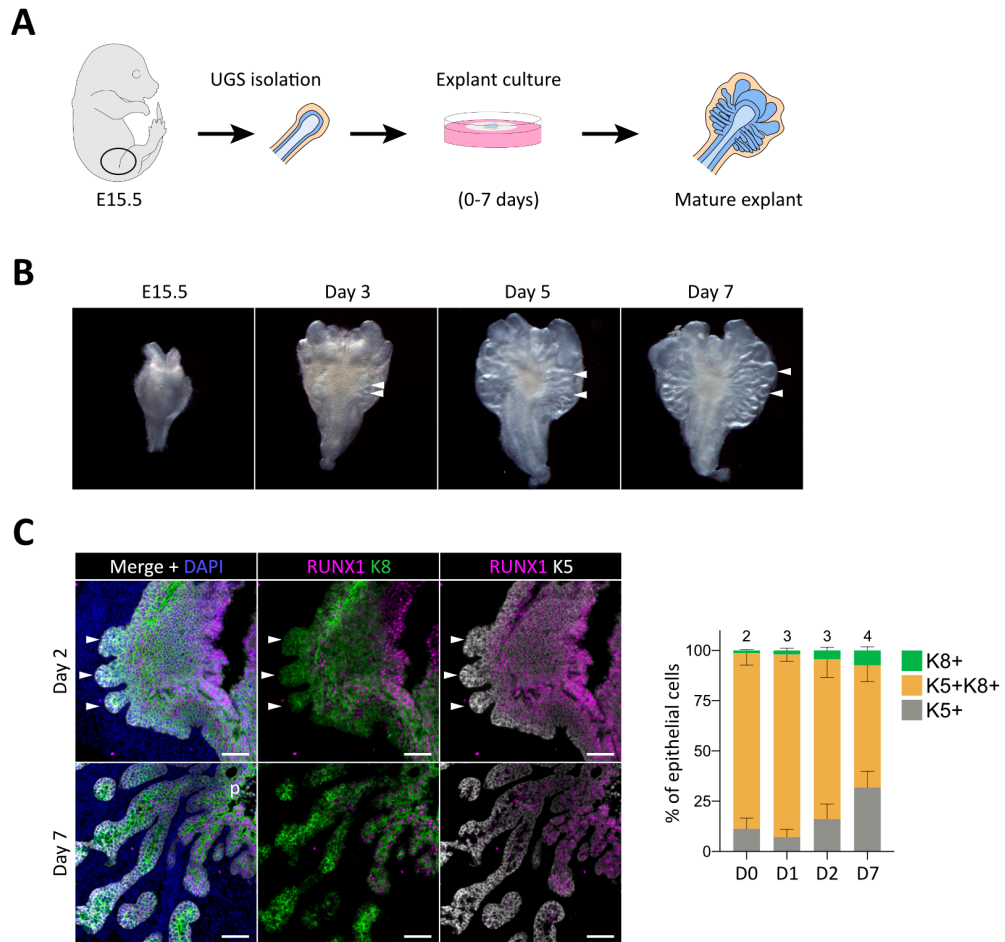 A
UGS isolation
Explant culture
E15.5
(0-7 days)
Mature explant
B
E15.5
Day 3
Day 5
Day 7
C
Merge + DAPI
RUNX1 K8
RUNX1 K5
Day 2
Day 7
p
% of epithelial cells
100
75
50
25
0
2
3
3
4
D0
D1
D2
D7
K8+
K5+K8+
K5+